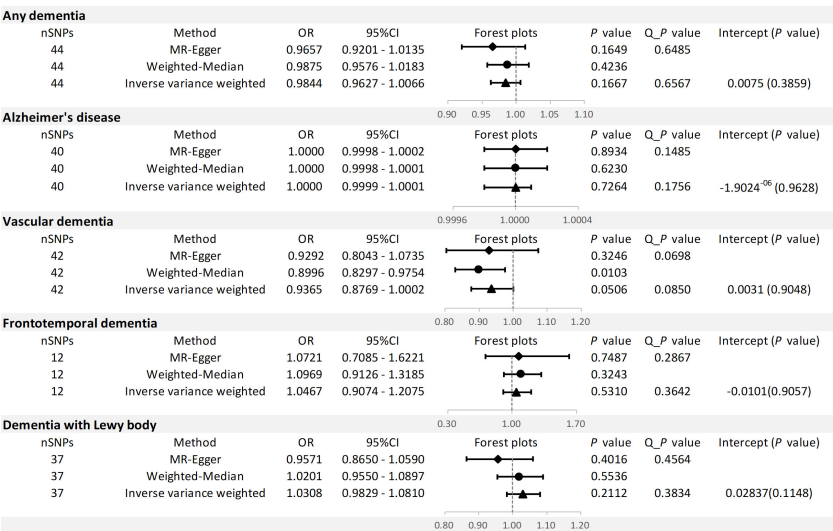 Any dementia
nSNPs Method OR 95%CI Forest plots P value Q_P value Intercept (P value)
44 MR-Egger 0.9657 0.9201 - 1.0135 0.1649 0.6485
44 Weighted-Median 0.9875 0.9576 - 1.0183 0.4236
44 Inverse variance weighted 0.9844 0.9627 - 1.0066 0.1667 0.6567 0.0075 (0.3859)
0.90 0.95 1.00 1.05 1.10
Alzheimer's disease
nSNPs Method OR 95%CI Forest plots P value Q_P value Intercept (P value)
40 MR-Egger 1.0000 0.9998 - 1.0002 0.8934 0.1485
40 Weighted-Median 1.0000 0.9998 - 1.0001 0.6230
40 Inverse variance weighted 1.0000 0.9999 - 1.0001 0.7264 0.1756 -1.9024⁻⁰⁶ (0.9628)
0.9996 1.0000 1.0004
Vascular dementia
nSNPs Method OR 95%CI Forest plots P value Q_P value Intercept (P value)
42 MR-Egger 0.9292 0.8043 - 1.0735 0.3246 0.0698
42 Weighted-Median 0.8996 0.8297 - 0.9754 0.0103
42 Inverse variance weighted 0.9365 0.8769 - 1.0002 0.0506 0.0850 0.0031 (0.9048)
0.80 0.90 1.00 1.10 1.20
Frontotemporal dementia
nSNPs Method OR 95%CI Forest plots P value Q_P value Intercept (P value)
12 MR-Egger 1.0721 0.7085 - 1.6221 0.7487 0.2867
12 Weighted-Median 1.0969 0.9126 - 1.3185 0.3243
12 Inverse variance weighted 1.0467 0.9074 - 1.2075 0.5310 0.3642 -0.0101(0.9057)
0.30 1.00 1.70
Dementia with Lewy body
nSNPs Method OR 95%CI Forest plots P value Q_P value Intercept (P value)
37 MR-Egger 0.9571 0.8650 - 1.0590 0.4016 0.4564
37 Weighted-Median 1.0201 0.9550 - 1.0897 0.5536
37 Inverse variance weighted 1.0308 0.9829 - 1.0810 0.2112 0.3834 0.02837(0.1148)
0.80 0.90 1.00 1.10 1.20